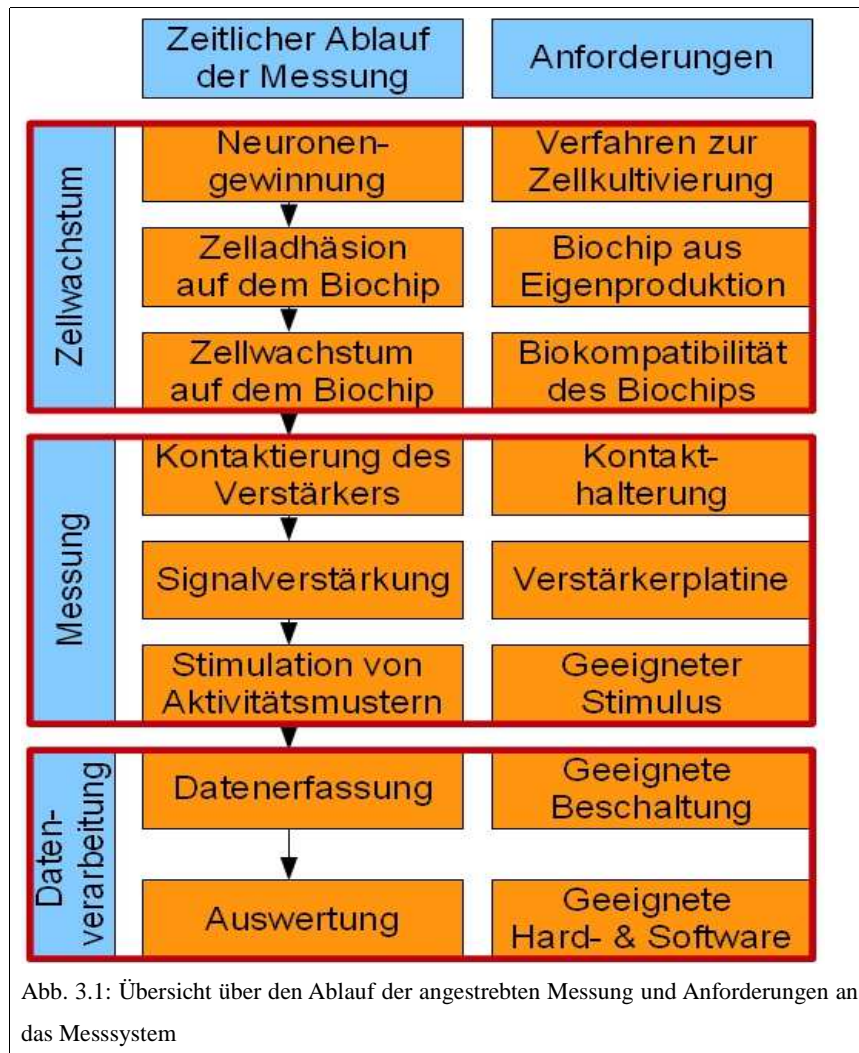 Zeitlicher Ablauf
der Messung
Anforderungen
Zellwachstum
Neuronen-
gewinnung
Verfahren zur
Zellkultivierung
Zelladhäsion
auf dem Biochip
Biochip aus
Eigenproduktion
Zellwachstum
auf dem Biochip
Biokompatibilität
des Biochips
Messung
Kontaktierung des
Verstärkers
Kontakt-
halterung
Signalverstärkung
Verstärkerplatine
Stimulation von
Aktivitätsmustern
Geeigneter
Stimulus
Daten-
verarbeitung
Datenerfassung
Geeignete
Beschaltung
Auswertung
Geeignete
Hard- & Software
Abb. 3.1: Übersicht über den Ablauf der angestrebten Messung und Anforderungen an
das Messsystem